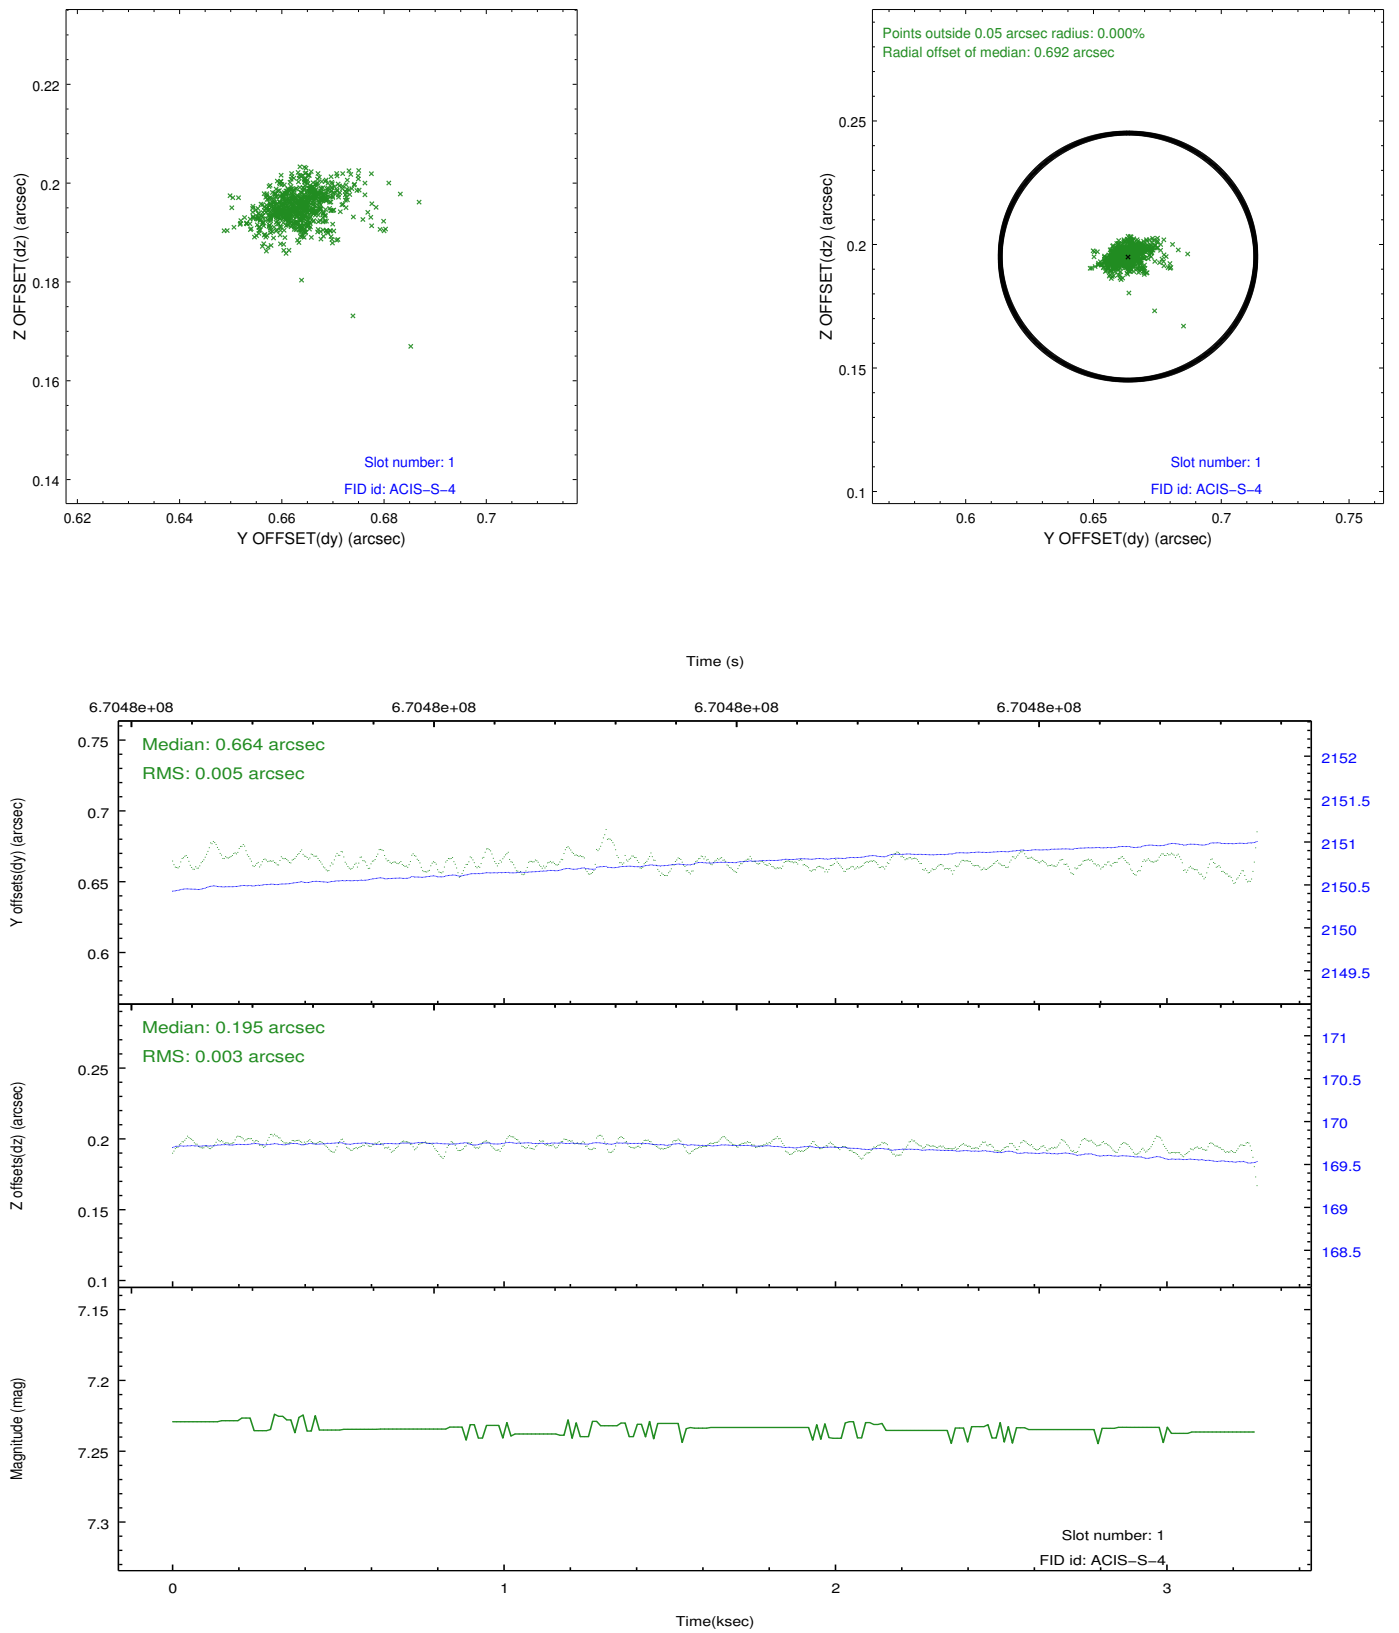 0.22
0.2
0.18
0.16
0.14
Z OFFSET(dz) (arcsec)
Slot number: 1
FID id: ACIS−S−4
0.62 0.64 0.66 0.68 0.7
Y OFFSET(dy) (arcsec)
Points outside 0.05 arcsec radius: 0.000%
Radial offset of median: 0.692 arcsec
0.25
0.2
0.15
0.1
Z OFFSET(dz) (arcsec)
Slot number: 1
FID id: ACIS−S−4
0.6 0.65 0.7 0.75
Y OFFSET(dy) (arcsec)
Time (s)
6.7048e+08 6.7048e+08 6.7048e+08 6.7048e+08
Median: 0.664 arcsec
RMS: 0.005 arcsec
0.75
0.7
0.65
0.6
Y offsets(dy) (arcsec)
2152
2151.5
2151
2150.5
2150
2149.5
Median: 0.195 arcsec
RMS: 0.003 arcsec
0.25
0.2
0.15
0.1
Z offsets(dz) (arcsec)
171
170.5
170
169.5
169
168.5
7.15
7.2
7.25
7.3
Magnitude (mag)
Slot number: 1
FID id: ACIS−S−4
0 1 2 3
Time(ksec)